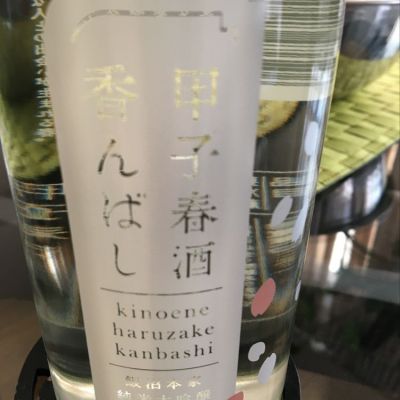 甲子春酒
香んばし
kinoene
haruzake
kanbashi
飯沼本家
純米大吟醸